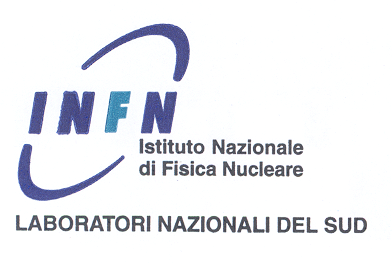 INFN
Istituto Nazionale
di Fisica Nucleare
LABORATORI NAZIONALI DEL SUD